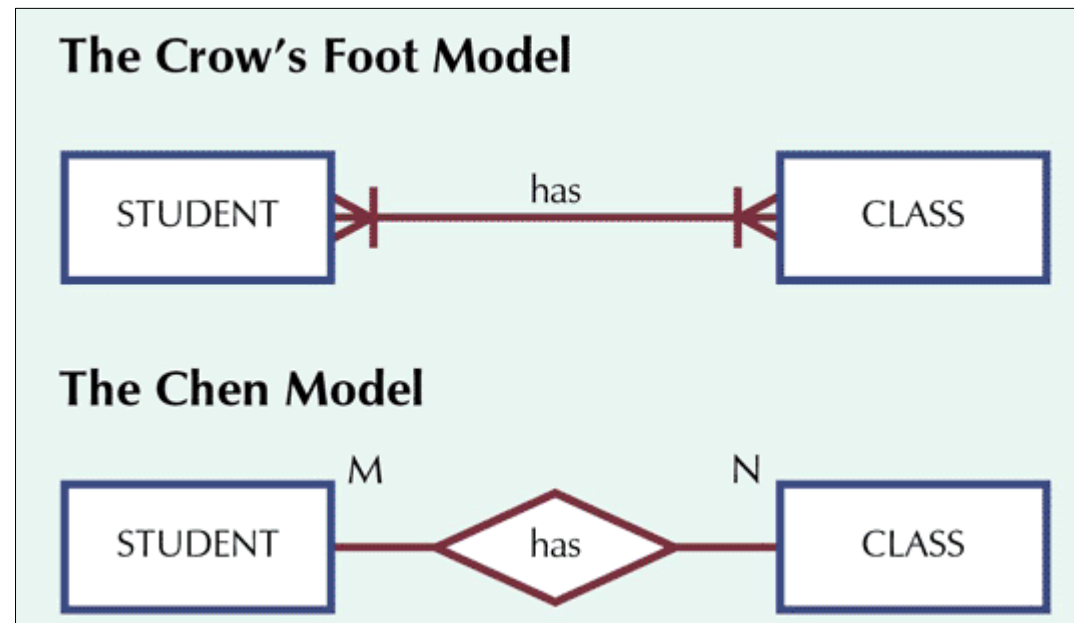 The Crow's Foot Model
STUDENT
has
CLASS
The Chen Model
M
N
STUDENT
has
CLASS